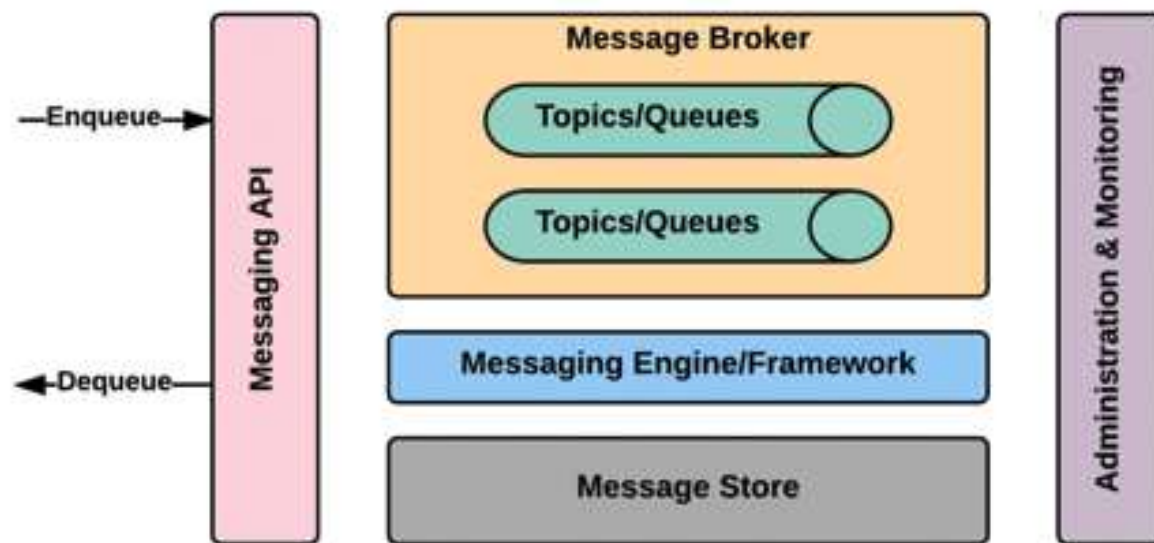 Message Broker
Enqueue
Topics/Queues
Messaging API
Topics/Queues
Messaging Engine/Framework
Dequeue
Message Store
Administration & Monitoring